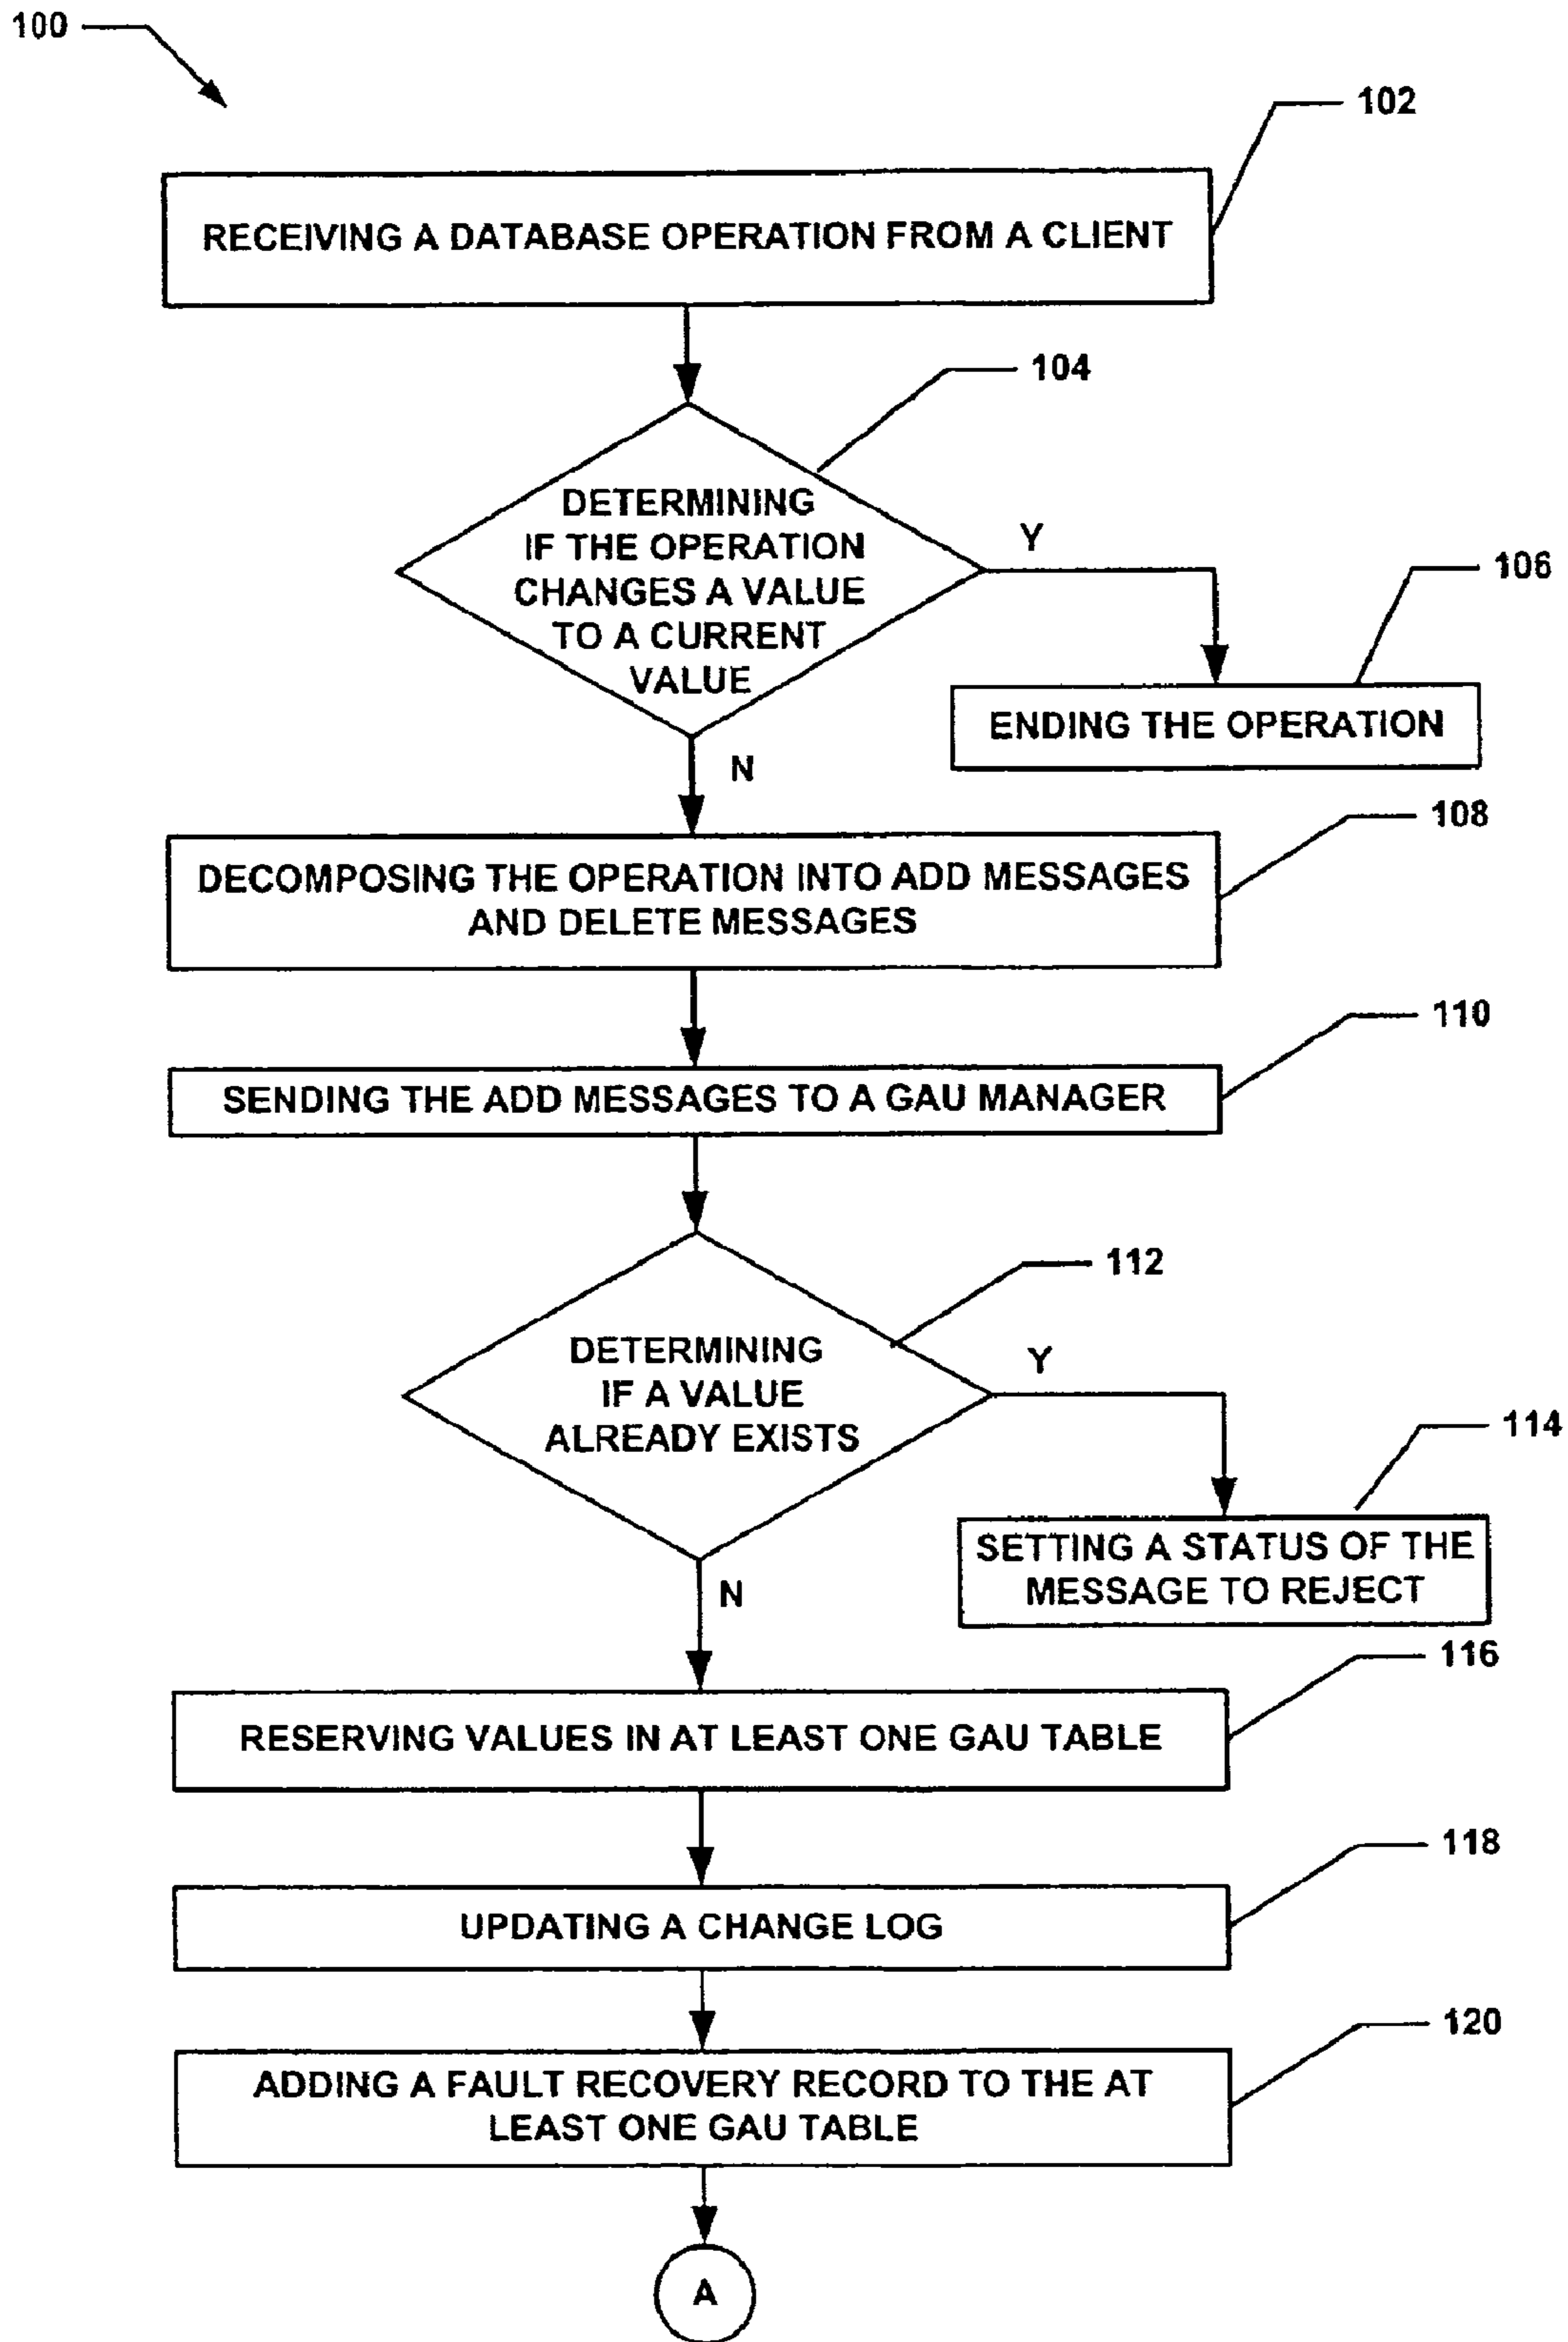 100
102
RECEIVING A DATABASE OPERATION FROM A CLIENT
104
DETERMINING
IF THE OPERATION
CHANGES A VALUE
TO A CURRENT
VALUE
Y
106
ENDING THE OPERATION
N
108
DECOMPOSING THE OPERATION INTO ADD MESSAGES
AND DELETE MESSAGES
110
SENDING THE ADD MESSAGES TO A GAU MANAGER
112
DETERMINING
IF A VALUE
ALREADY EXISTS
Y
114
SETTING A STATUS OF THE
MESSAGE TO REJECT
N
116
RESERVING VALUES IN AT LEAST ONE GAU TABLE
118
UPDATING A CHANGE LOG
120
ADDING A FAULT RECOVERY RECORD TO THE AT
LEAST ONE GAU TABLE
A